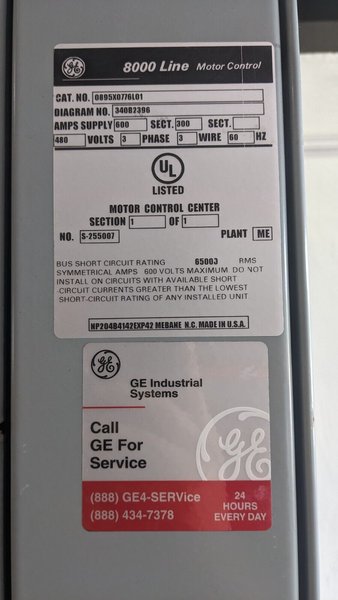 GE 8000 Line Motor Control
CAT. NO. 0895X0776L01
DIAGRAM NO. 340B2396
AMPS SUPPLY 600 SECT. 300 SECT.
480 VOLTS 3 PHASE 3 WIRE 60 HZ
UL
LISTED
MOTOR CONTROL CENTER
SECTION 1 OF 1
NO. S-255007 PLANT ME
BUS SHORT CIRCUIT RATING 65000 RMS
SYMMETRICAL AMPS 600 VOLTS MAXIMUM. DO NOT
INSTALL ON CIRCUITS WITH AVAILABLE SHORT
-CIRCUIT CURRENTS GREATER THAN THE LOWEST
SHORT-CIRCUIT RATING OF ANY INSTALLED UNIT.
NP204B4142EXP42 MEBANE N.C. MADE IN U.S.A.
GE
GE Industrial
Systems
Call
GE For
Service
GE
(888) GE4-SERVice
(888) 434-7378
24
HOURS
EVERY DAY